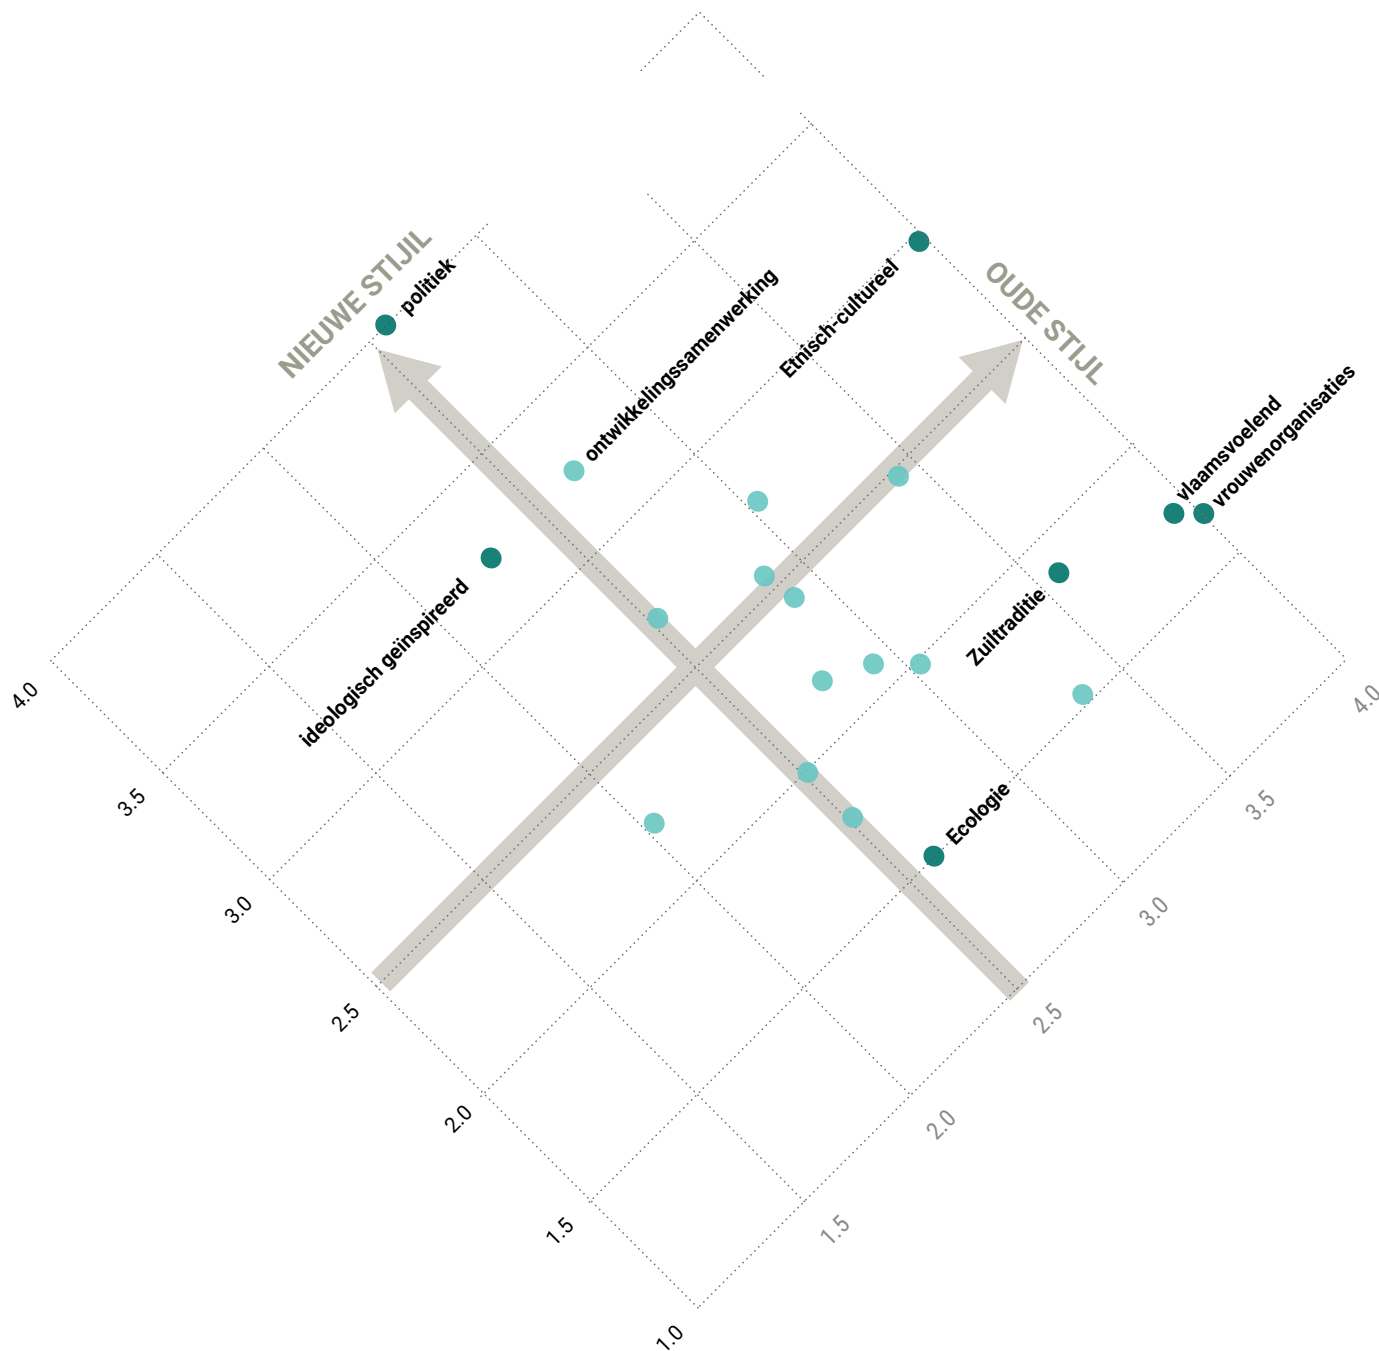 NIEUWE STIJIL
politiek
ontwikkelingssamenwerking
Etnisch-cultureel
OUDE STIJL
vlaamsvoelend
vrouwenorganisaties
ideologisch geïnspireerd
Zuiltraditie
Ecologie
4.0
3.5
3.0
2.5
2.0
1.5
1.0
1.5
2.0
2.5
3.0
3.5
4.0